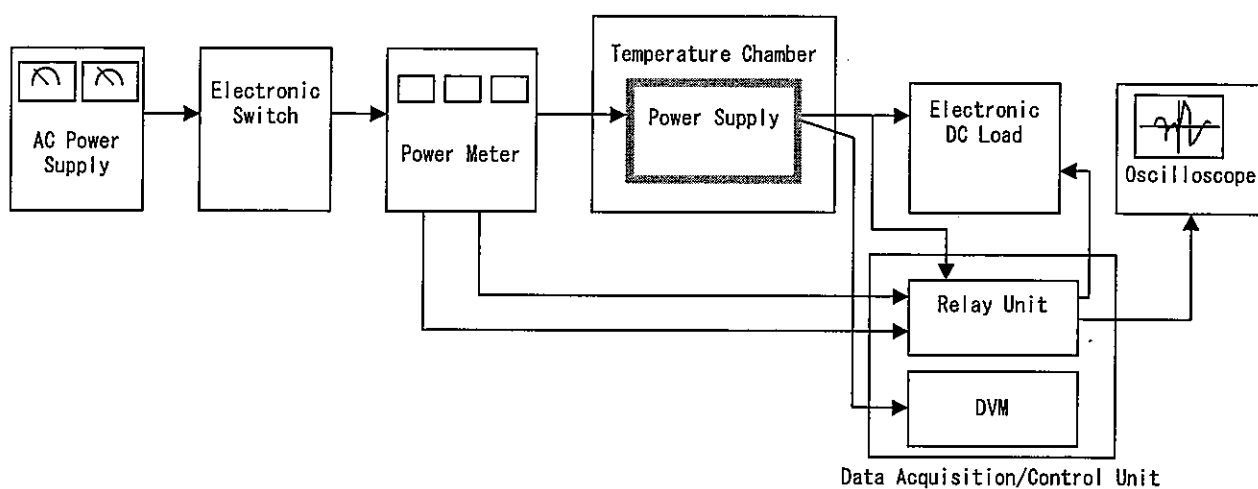 AC Power
Supply
Electronic
Switch
Power Meter
Temperature Chamber
Power Supply
Electronic
DC Load
Oscilloscope
Relay Unit
DVM
Data Acquisition/Control Unit